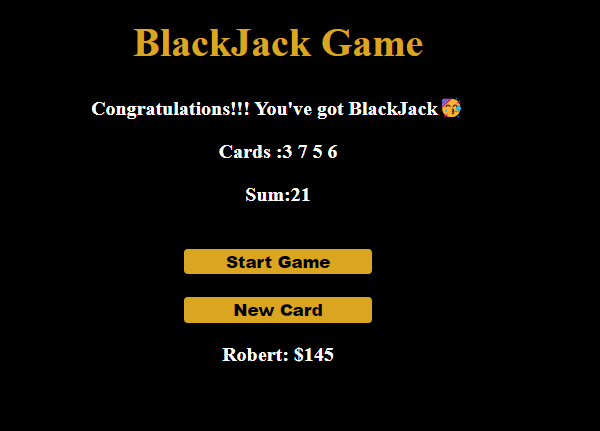 BlackJack Game
Congratulations!!! You've got BlackJack🥳
Cards :3 7 5 6
Sum:21
Start Game
New Card
Robert: $145